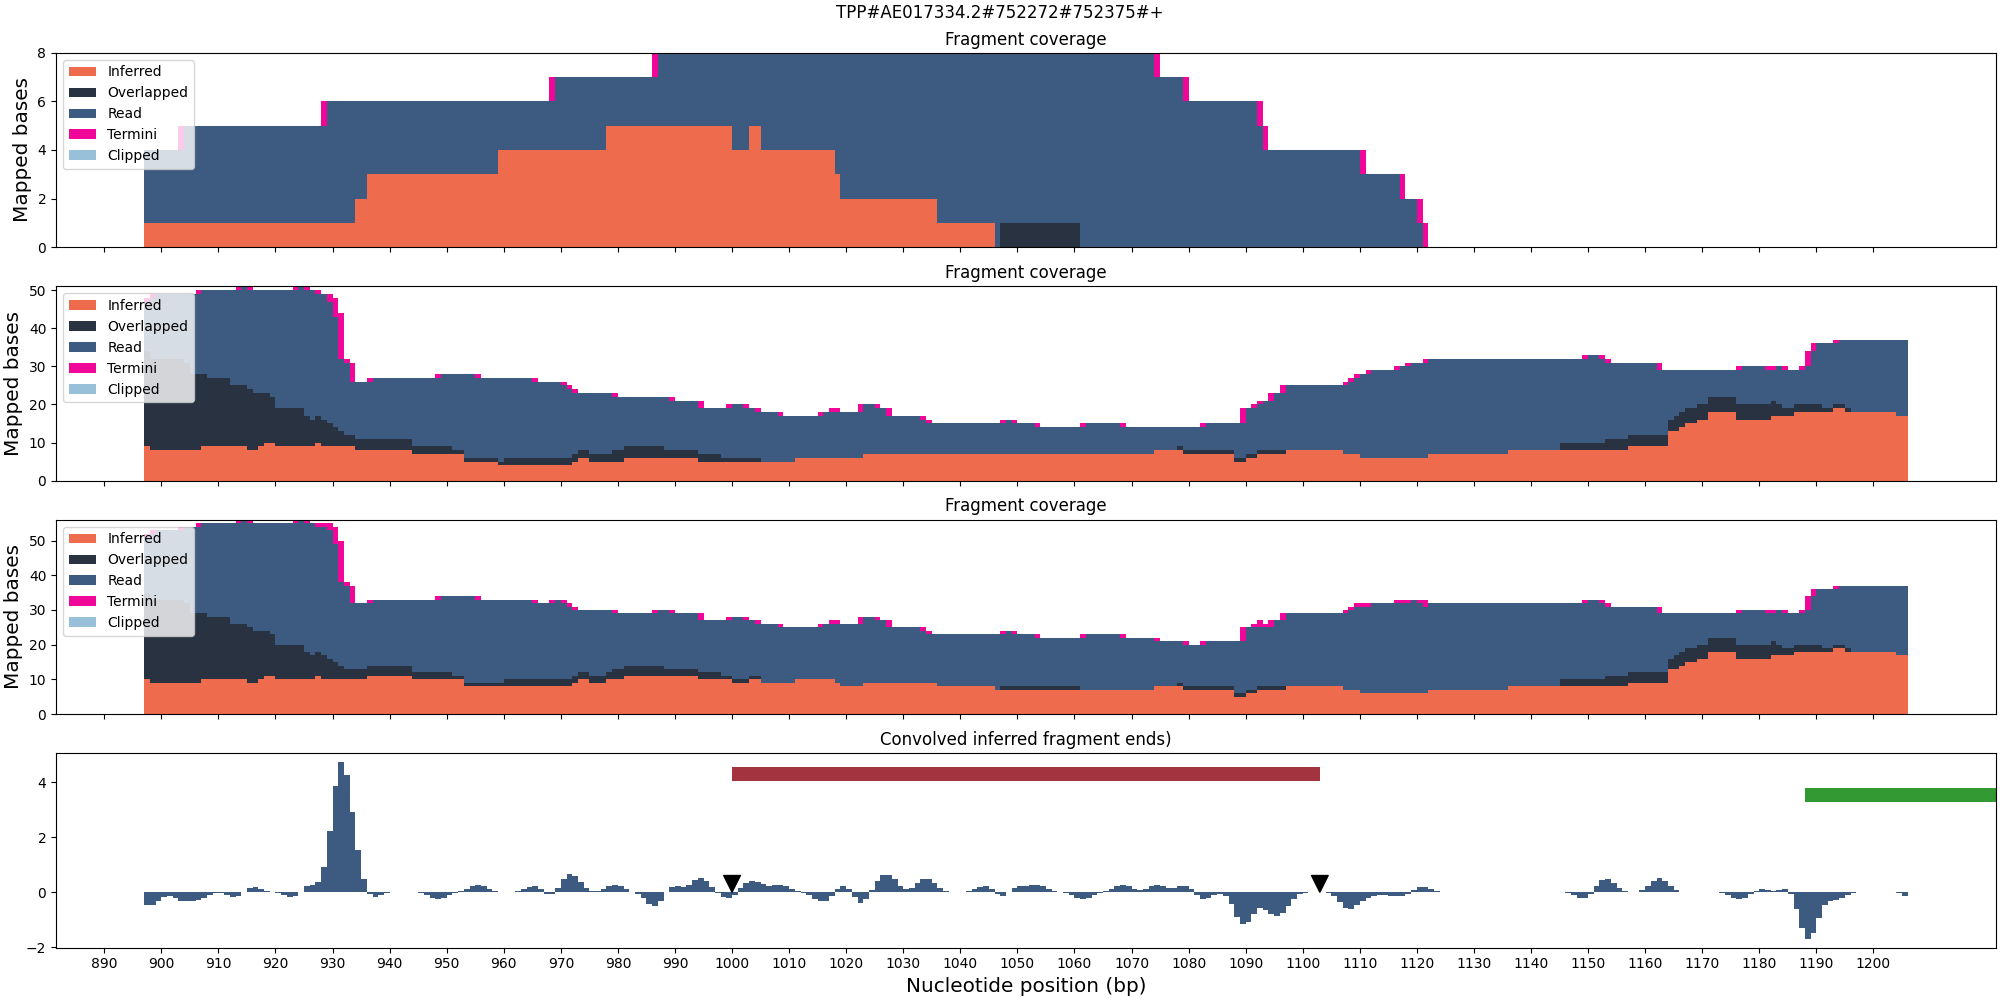 TPP#AE017334.2#752272#752375#+
Fragment coverage
Mapped bases
8
6
4
2
0
Inferred
Overlapped
Read
Termini
Clipped
Fragment coverage
Mapped bases
50
40
30
20
10
0
Inferred
Overlapped
Read
Termini
Clipped
Fragment coverage
Mapped bases
50
40
30
20
10
0
Inferred
Overlapped
Read
Termini
Clipped
Convolved inferred fragment ends)
4
2
0
−2
890 900 910 920 930 940 950 960 970 980 990 1000 1010 1020 1030 1040 1050 1060 1070 1080 1090 1100 1110 1120 1130 1140 1150 1160 1170 1180 1190 1200
Nucleotide position (bp)